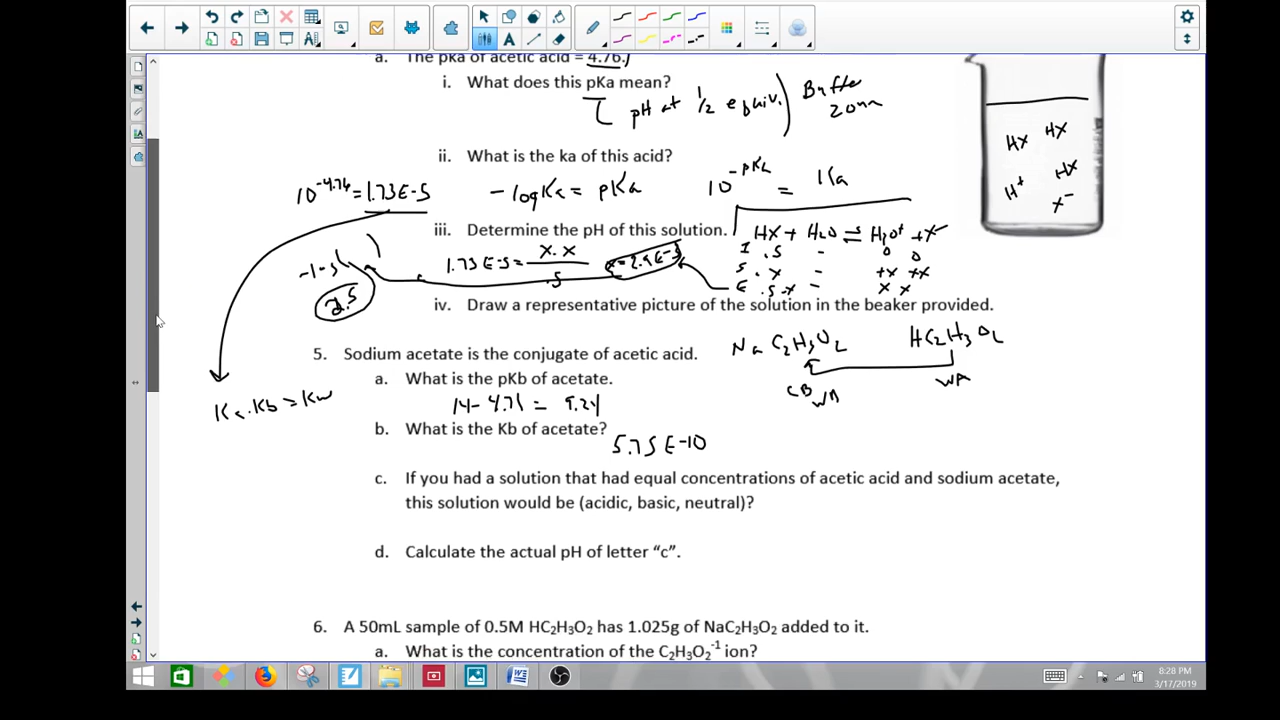 a. The pka of acetic acid = 4.76.
i. What does this pKa mean?
pH at 1/2 equiv. Buffer
zone
ii. What is the ka of this acid?
10^-4.76 = 1.73E-5 -logKa = pKa 10^-pKa = Ka
iii. Determine the pH of this solution.
HX + H2O ⇌ H3O+ + X-
I .5 - 0 0
1.73E-5 = x.x/.5 x=2.9E-3
S -x - +x +x
E .5-x - x x
2.5
iv. Draw a representative picture of the solution in the beaker provided.
HX HX
HX
H+ X-
5. Sodium acetate is the conjugate of acetic acid.
NaC2H3O2 HC2H3O2
a. What is the pKb of acetate.
CB WA
14 - 4.76 = 9.24
Ka.Kb = Kw
b. What is the Kb of acetate?
5.75E-10
c. If you had a solution that had equal concentrations of acetic acid and sodium acetate,
this solution would be (acidic, basic, neutral)?
d. Calculate the actual pH of letter “c”.
6. A 50mL sample of 0.5M HC2H3O2 has 1.025g of NaC2H3O2 added to it.
a. What is the concentration of the C2H3O2^-1 ion?
8:28 PM
3/17/2019